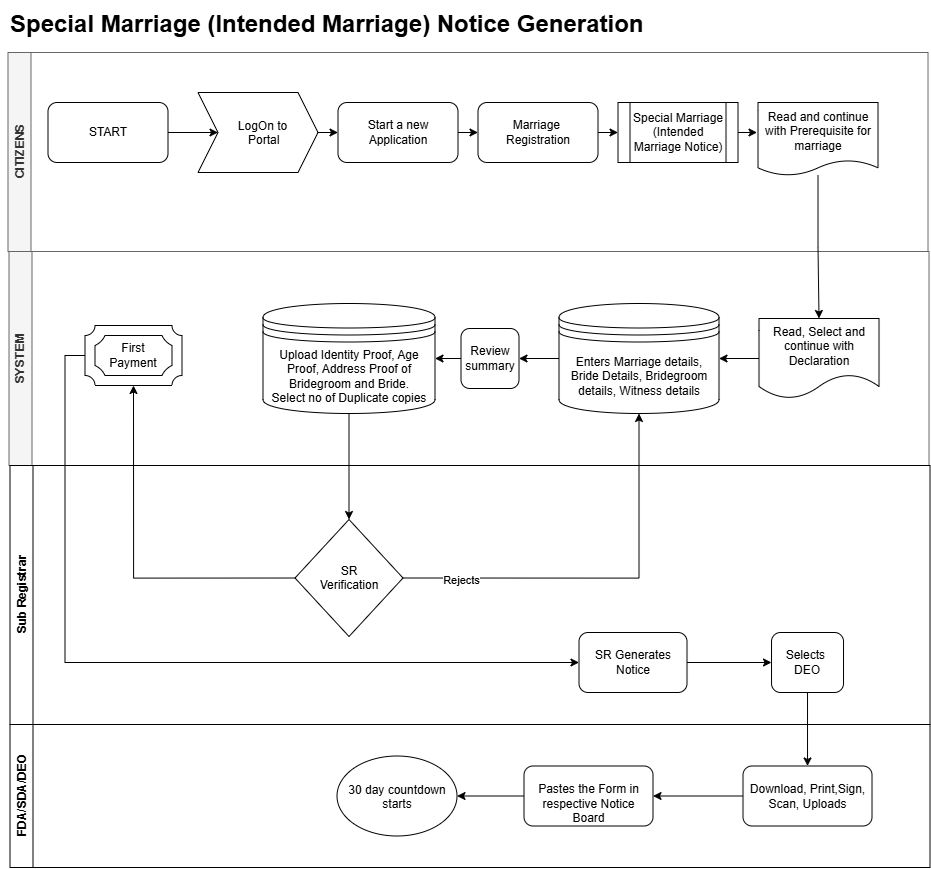 Special Marriage (Intended Marriage) Notice Generation
CITIZENS
START
LogOn to
Portal
Start a new
Application
Marriage
Registration
Special Marriage
(Intended
Marriage Notice)
Read and continue
with Prerequisite for
marriage
SYSTEM
First
Payment
Upload Identity Proof, Age
Proof, Address Proof of
Bridegroom and Bride.
Select no of Duplicate copies
Review
summary
Enters Marriage details,
Bride Details, Bridegroom
details, Witness details
Read, Select and
continue with
Declaration
Sub Registrar
SR
Verification
Rejects
SR Generates
Notice
Selects
DEO
FDA/SDA/DEO
30 day countdown
starts
Pastes the Form in
respective Notice
Board
Download, Print,Sign,
Scan, Uploads